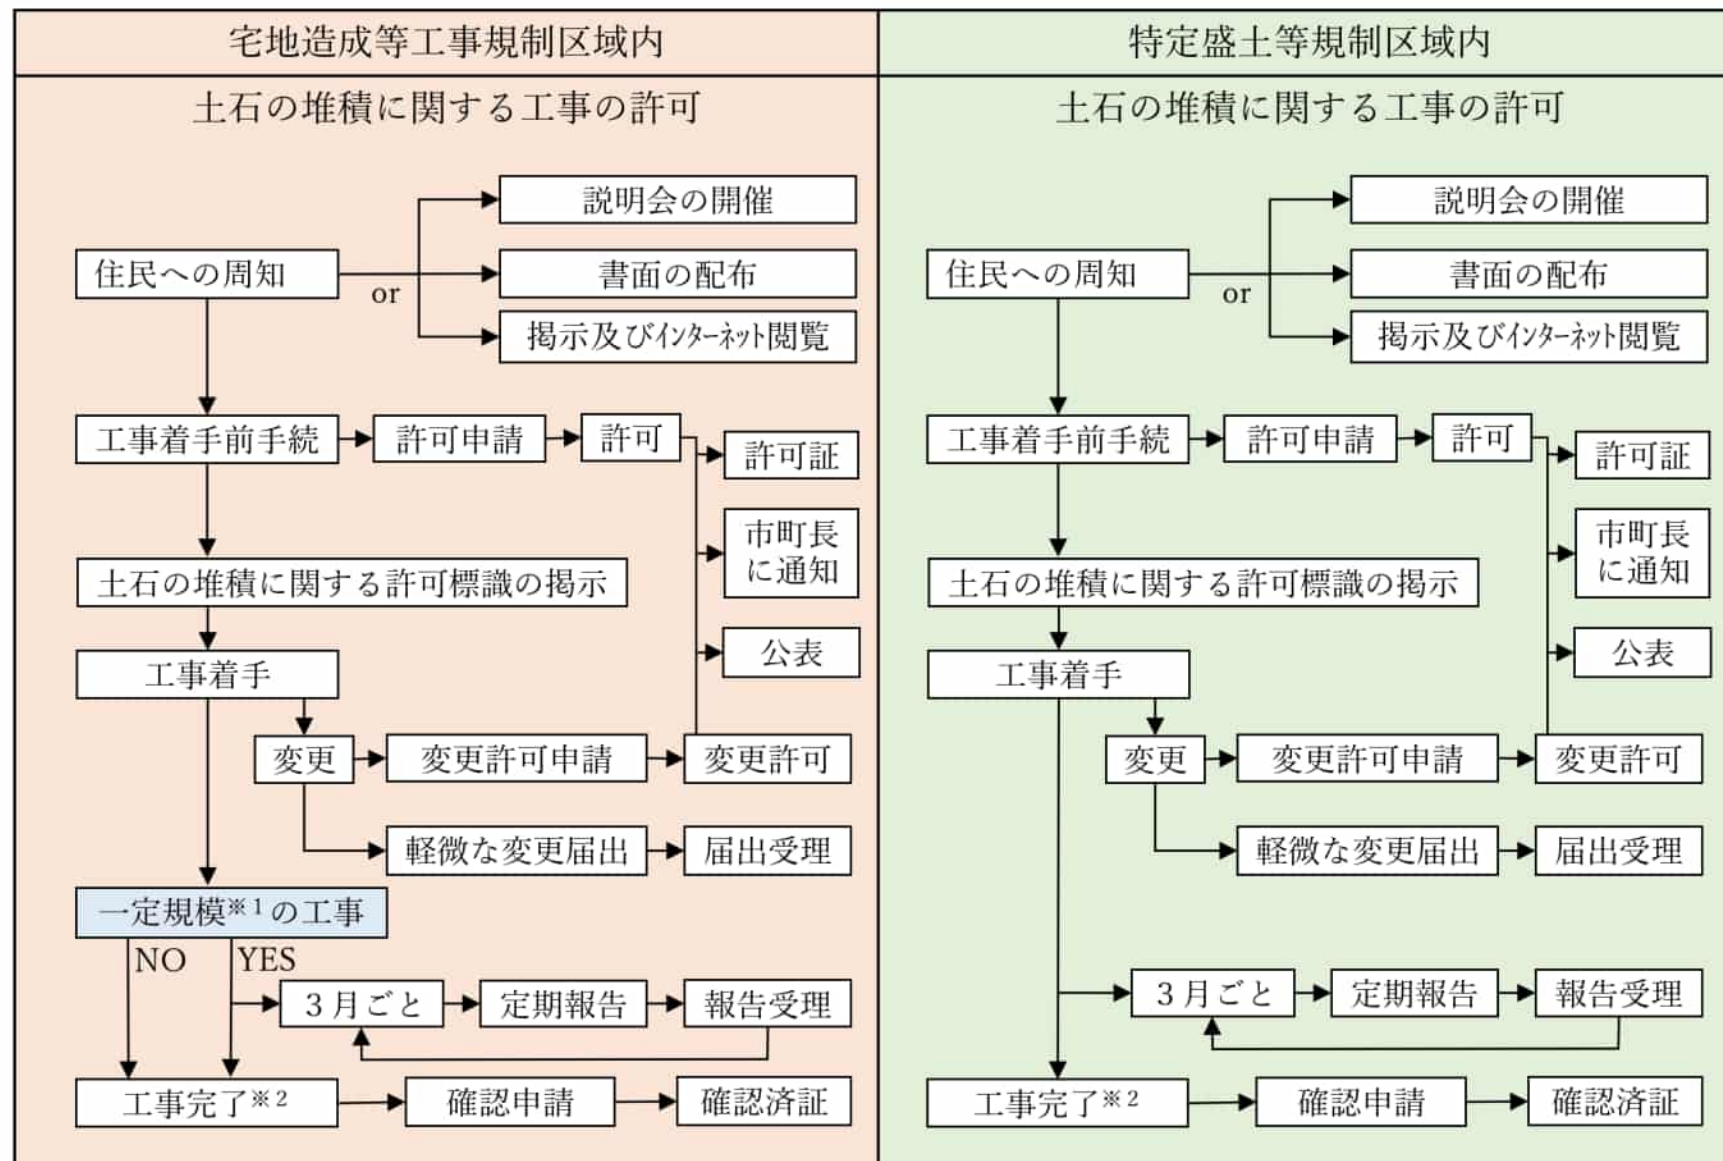 宅地造成等工事規制区域内
土石の堆積に関する工事の許可
説明会の開催
住民への周知
or
書面の配布
掲示及びインターネット閲覧
工事着手前手続
許可申請
許可
許可証
市町長
に通知
土石の堆積に関する許可標識の掲示
公表
工事着手
変更
変更許可申請
変更許可
軽微な変更届出
届出受理
一定規模※1の工事
NO
YES
3月ごと
定期報告
報告受理
工事完了※2
確認申請
確認済証
特定盛土等規制区域内
土石の堆積に関する工事の許可
説明会の開催
住民への周知
or
書面の配布
掲示及びインターネット閲覧
工事着手前手続
許可申請
許可
許可証
市町長
に通知
土石の堆積に関する許可標識の掲示
公表
工事着手
変更
変更許可申請
変更許可
軽微な変更届出
届出受理
3月ごと
定期報告
報告受理
工事完了※2
確認申請
確認済証